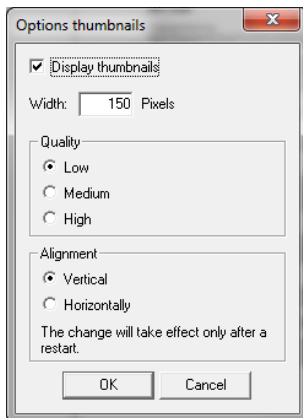 Options thumbnails
Display thumbnails
Width: 150 Pixels
Quality
Low
Medium
High
Alignment
Vertical
Horizontally
The change will take effect only after a
restart.
OK Cancel